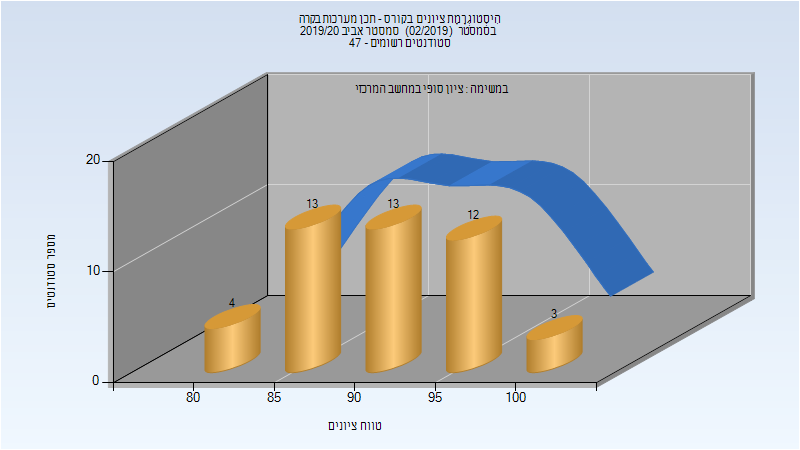 היסטוגרמת ציונים בקורס - תכן מערכות בקרה
בסמסטר (02/2019) סמסטר אביב 2019/20
סטודנטים רשומים - 47
במשימה : ציון סופי במחשב המרכזי
20
10
0
מספר סטודנטים
4
13
13
12
3
80
85
90
95
100
טווח ציונים